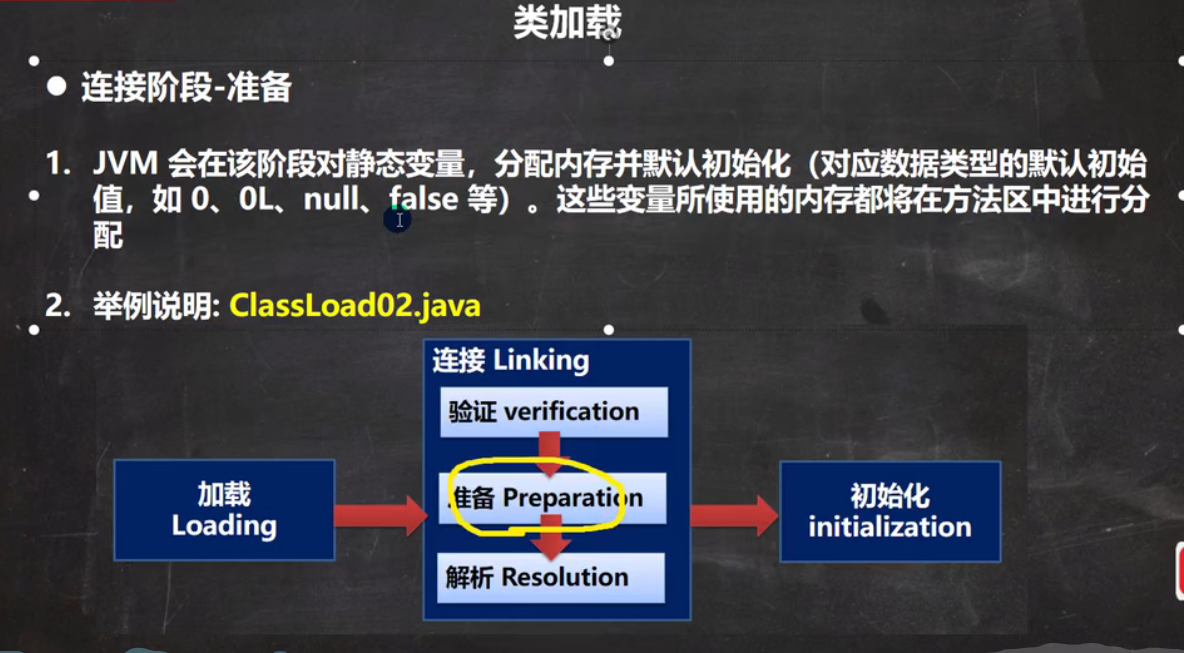 类加载
● 连接阶段-准备
1. JVM 会在该阶段对静态变量，分配内存并默认初始化（对应数据类型的默认初始
值，如 0、0L、null、false 等）。这些变量所使用的内存都将在方法区中进行分
配
2. 举例说明: ClassLoad02.java
连接 Linking
验证 verification
准备 Preparation
解析 Resolution
加载
Loading
初始化
initialization